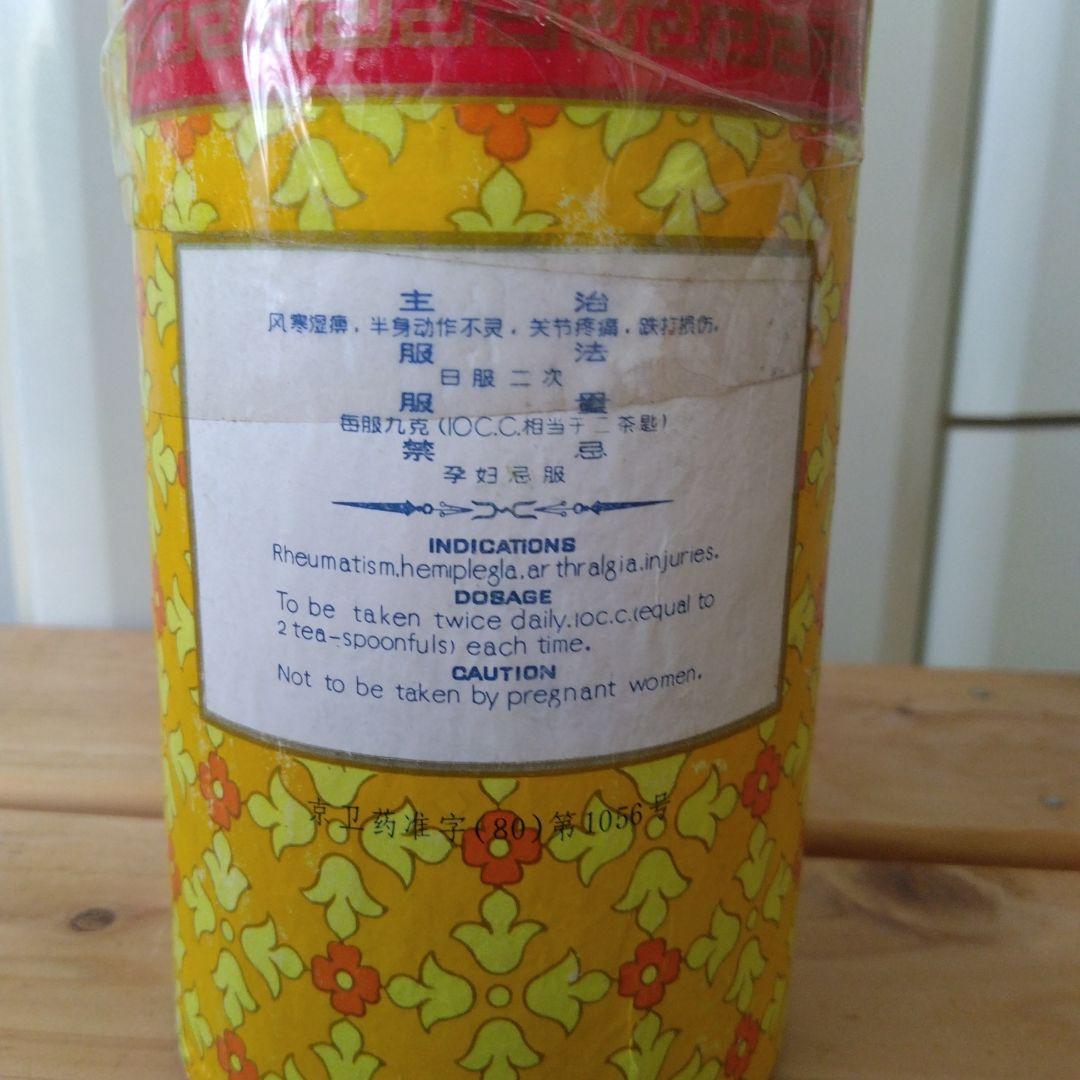 主 治
风寒湿痹．半身动作不灵．关节疼痛．跌打损伤．
服 法
日服二次
服 量
每服九克(10C.C.相当于二茶匙)
禁 忌
孕妇忌服
INDICATIONS
Rheumatism.hemiplegla.ar thralgia.injuries.
DOSAGE
To be taken twice daily.10c.c.(equal to
2 tea-spoonfuls) each time.
CAUTION
Not to be taken by pregnant women.
京卫药准字(80)第1056号